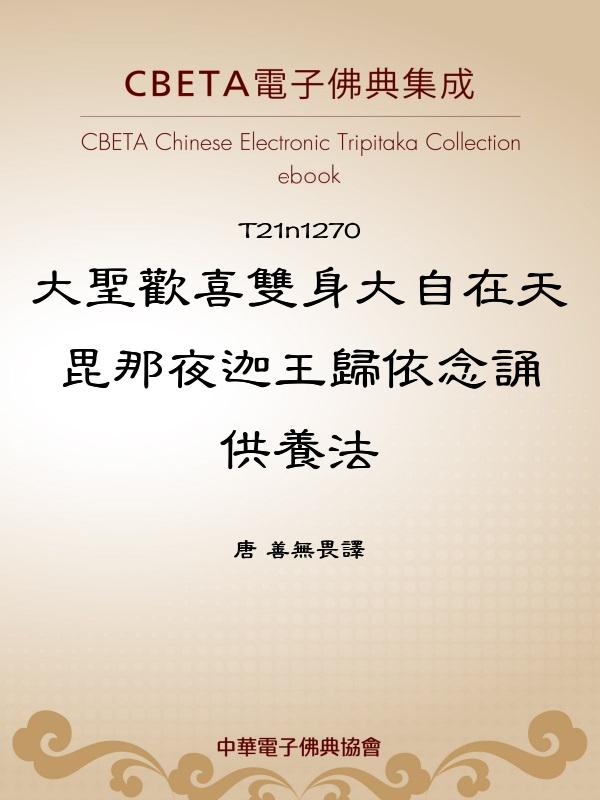 CBETA電子佛典集成
CBETA Chinese Electronic Tripitaka Collection
ebook
T21n1270
大聖歡喜雙身大自在天
毘那夜迦王歸依念誦
供養法
唐 善無畏譯
中華電子佛典協會